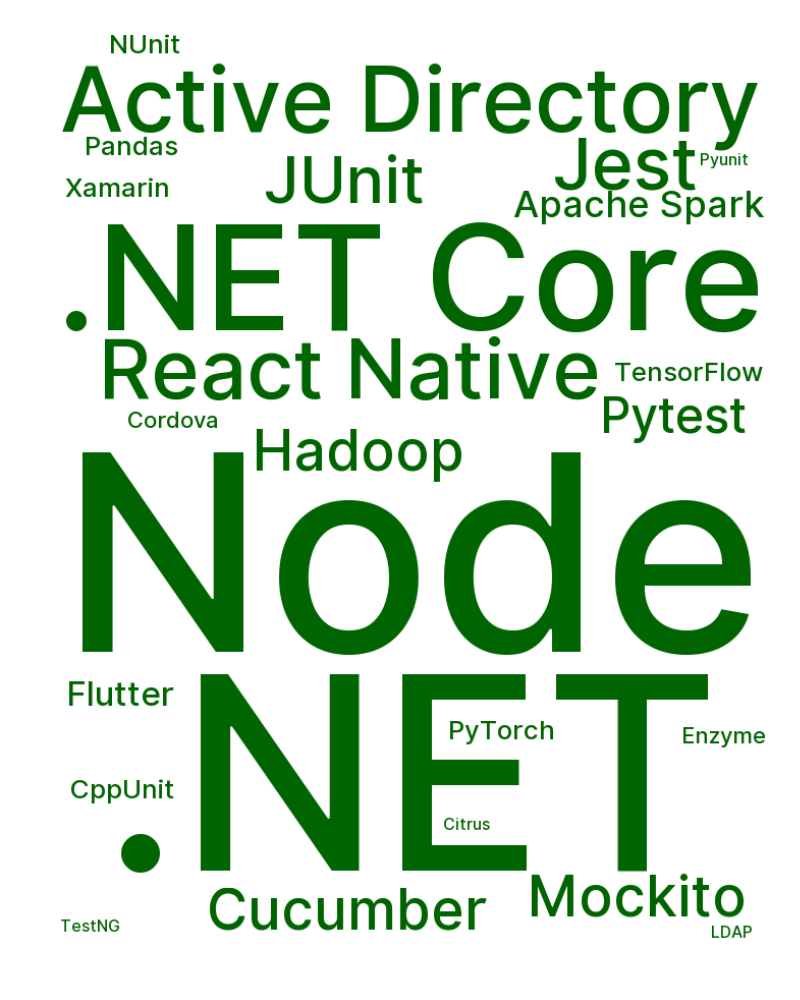 NUnit
Active Directory
Pandas
JUnit
Jest
Pyunit
Xamarin
Apache Spark
.NET Core
React Native
TensorFlow
Cordova
Pytest
Hadoop
Node
Flutter
.NET
PyTorch
Enzyme
CppUnit
Citrus
Cucumber
Mockito
TestNG
LDAP